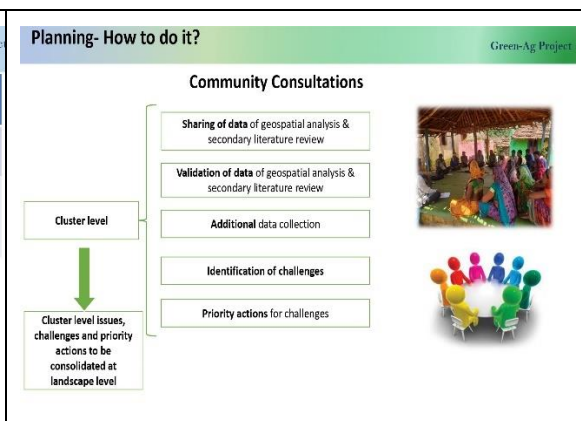 Planning- How to do it?
Green-Ag Project
Community Consultations
Sharing of data of geospatial analysis &
secondary literature review
Validation of data of geospatial analysis &
secondary literature review
Cluster level
Additional data collection
Identification of challenges
Priority actions for challenges
Cluster level issues,
challenges and priority
actions to be
consolidated at
landscape level